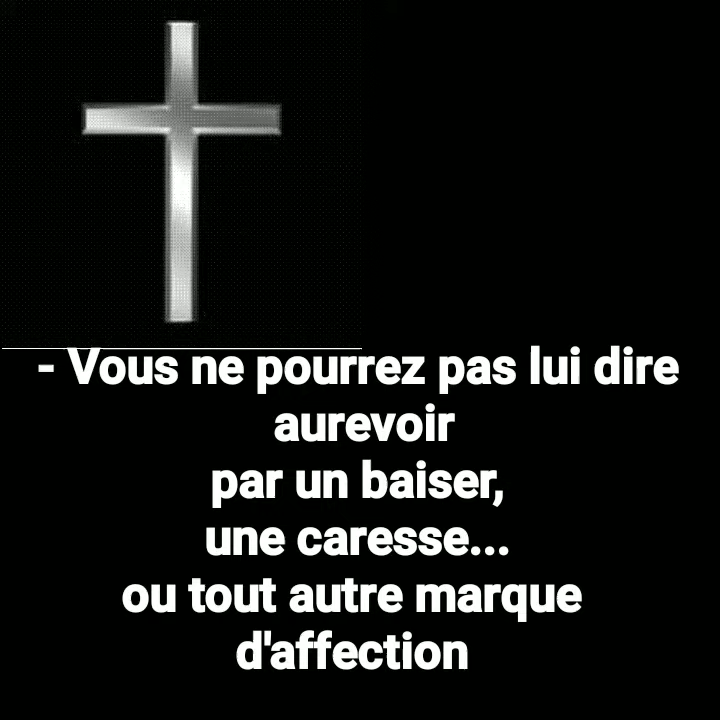 - Vous ne pourrez pas lui dire
aurevoir
par un baiser,
une caresse...
ou tout autre marque
d'affection